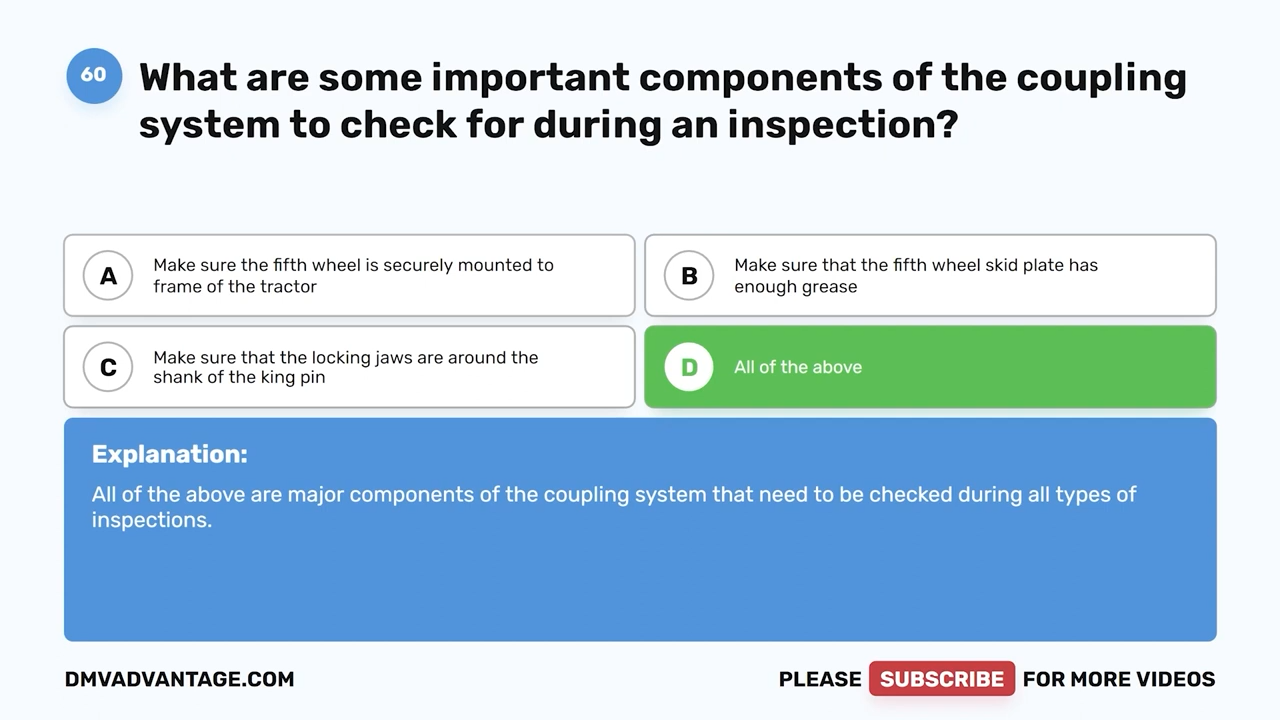 60
What are some important components of the coupling
system to check for during an inspection?
A
Make sure the fifth wheel is securely mounted to
frame of the tractor
B
Make sure that the fifth wheel skid plate has
enough grease
C
Make sure that the locking jaws are around the
shank of the king pin
D
All of the above
Explanation:
All of the above are major components of the coupling system that need to be checked during all types of
inspections.
DMVADVANTAGE.COM
PLEASE SUBSCRIBE FOR MORE VIDEOS